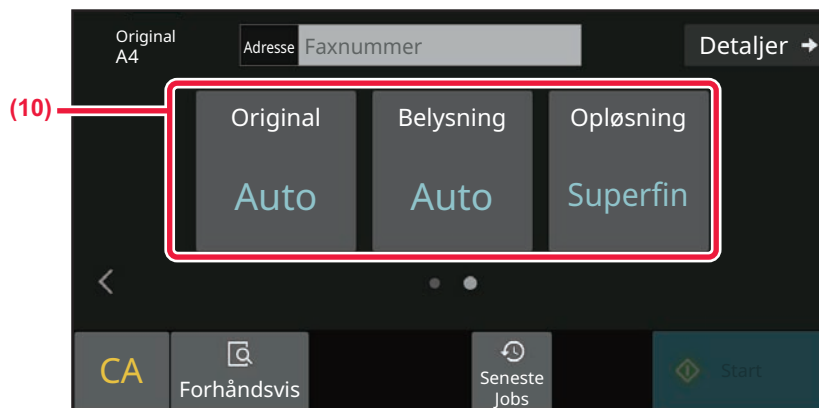 Original
A4
Adresse Faxnummer
Detaljer
(10)
Original Belysning Opløsning
Auto Auto Superfin
CA
Forhåndsvis
Seneste
Jobs
Start